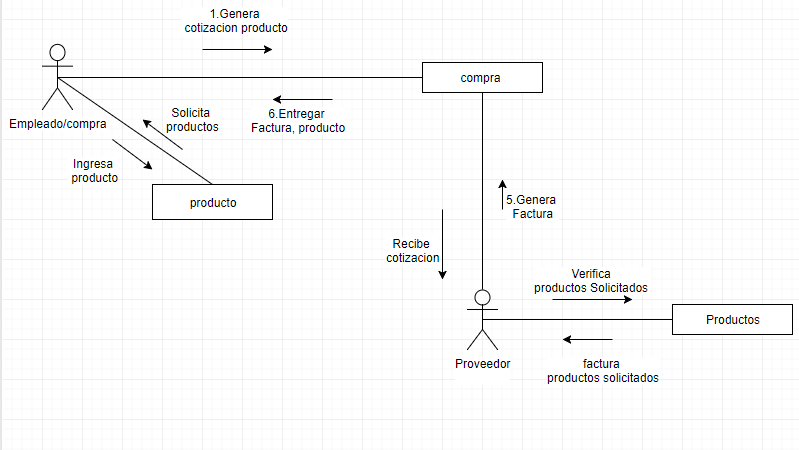 1.Genera
cotizacion producto
compra
Empleado/compra
Solicita
productos
6.Entregar
Factura, producto
Ingresa
producto
producto
5.Genera
Factura
Recibe
cotizacion
Verifica
productos Solicitados
Productos
Proveedor
factura
productos solicitados